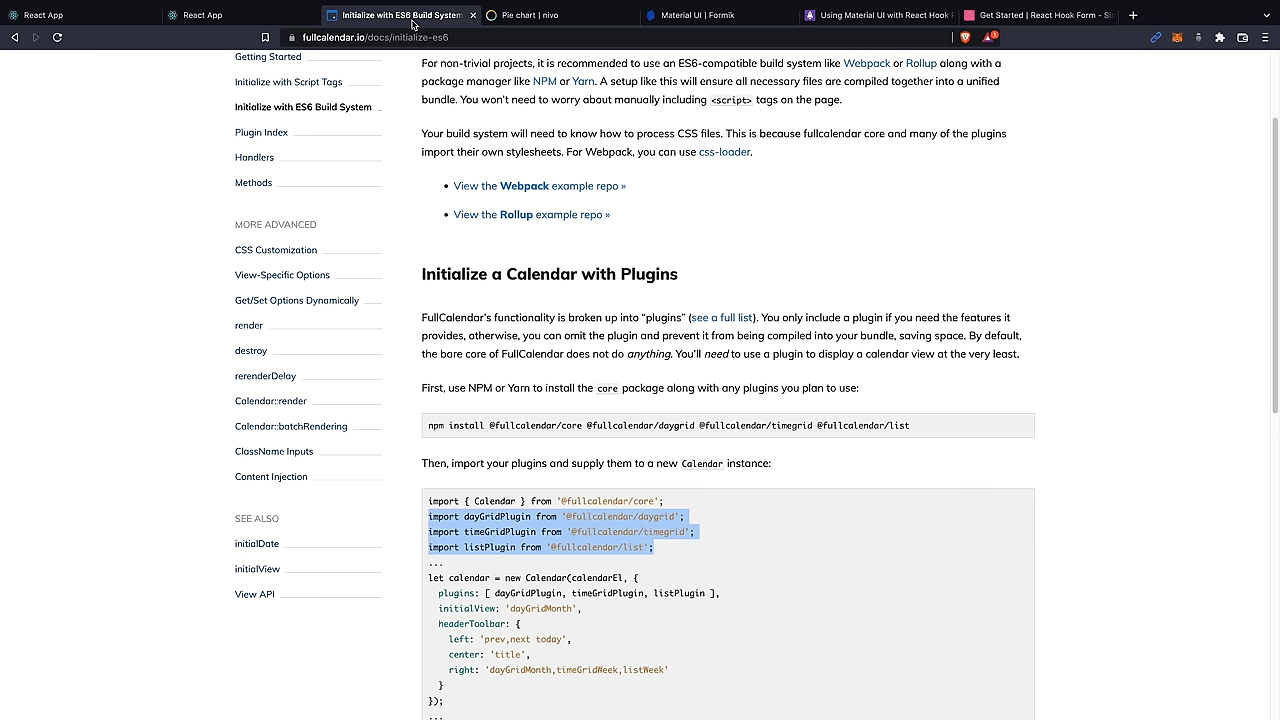 React App
React App
Initialize with ES6 Build System
Pie chart | nivo
Material UI | Formik
Using Material UI with React Hook F
Get Started | React Hook Form - Sim
fullcalendar.io/docs/initialize-es6
Getting Started
Initialize with Script Tags
Initialize with ES6 Build System
Plugin Index
Handlers
Methods
MORE ADVANCED
CSS Customization
View-Specific Options
Get/Set Options Dynamically
render
destroy
rerenderDelay
Calendar::render
Calendar::batchRendering
ClassName Inputs
Content Injection
SEE ALSO
initialDate
initialView
View API
For non-trivial projects, it is recommended to use an ES6-compatible build system like Webpack or Rollup along with a
package manager like NPM or Yarn. A setup like this will ensure all necessary files are compiled together into a unified
bundle. You won't need to worry about manually including <script> tags on the page.
Your build system will need to know how to process CSS files. This is because fullcalendar core and many of the plugins
import their own stylesheets. For Webpack, you can use css-loader.
• View the Webpack example repo »
• View the Rollup example repo »
Initialize a Calendar with Plugins
FullCalendar's functionality is broken up into “plugins” (see a full list). You only include a plugin if you need the features it
provides, otherwise, you can omit the plugin and prevent it from being compiled into your bundle, saving space. By default,
the bare core of FullCalendar does not do anything. You'll need to use a plugin to display a calendar view at the very least.
First, use NPM or Yarn to install the core package along with any plugins you plan to use:
npm install @fullcalendar/core @fullcalendar/daygrid @fullcalendar/timegrid @fullcalendar/list
Then, import your plugins and supply them to a new Calendar instance:
import { Calendar } from '@fullcalendar/core';
import dayGridPlugin from '@fullcalendar/daygrid';
import timeGridPlugin from '@fullcalendar/timegrid';
import listPlugin from '@fullcalendar/list';
...
let calendar = new Calendar(calendarEl, {
plugins: [ dayGridPlugin, timeGridPlugin, listPlugin ],
initialView: 'dayGridMonth',
headerToolbar: {
left: 'prev,next today',
center: 'title',
right: 'dayGridMonth,timeGridWeek,listWeek'
}
});
...